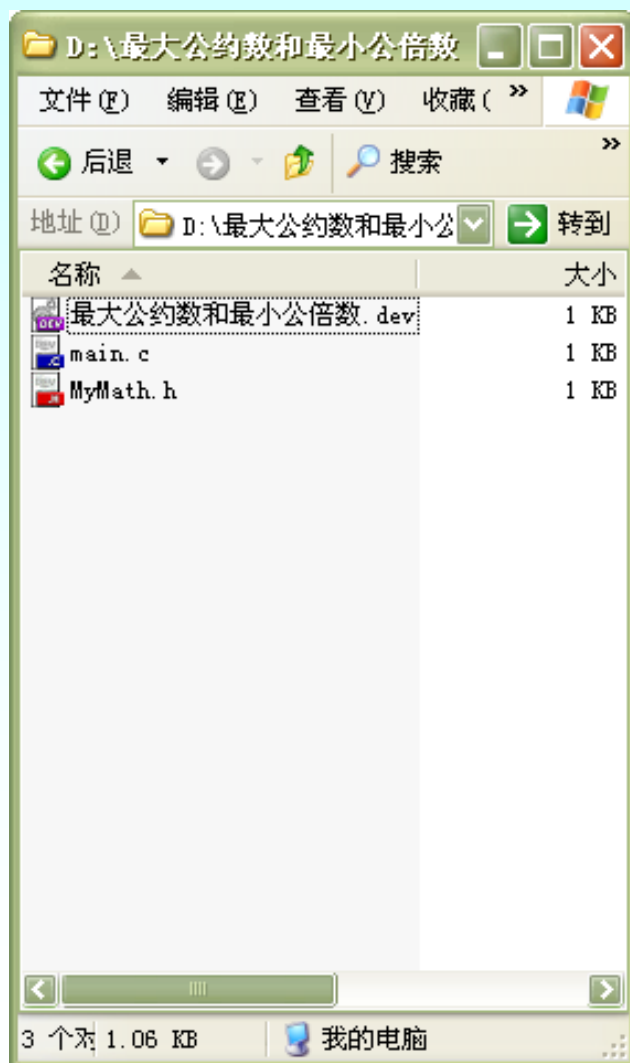 D:\最大公约数和最小公倍数
文件(F) 编辑(E) 查看(V) 收藏( »
后退 搜索 »
地址(D) D:\最大公约数和最小公 转到
名称 大小
最大公约数和最小公倍数.dev 1 KB
main.c 1 KB
MyMath.h 1 KB
3 个对 1.06 KB 我的电脑